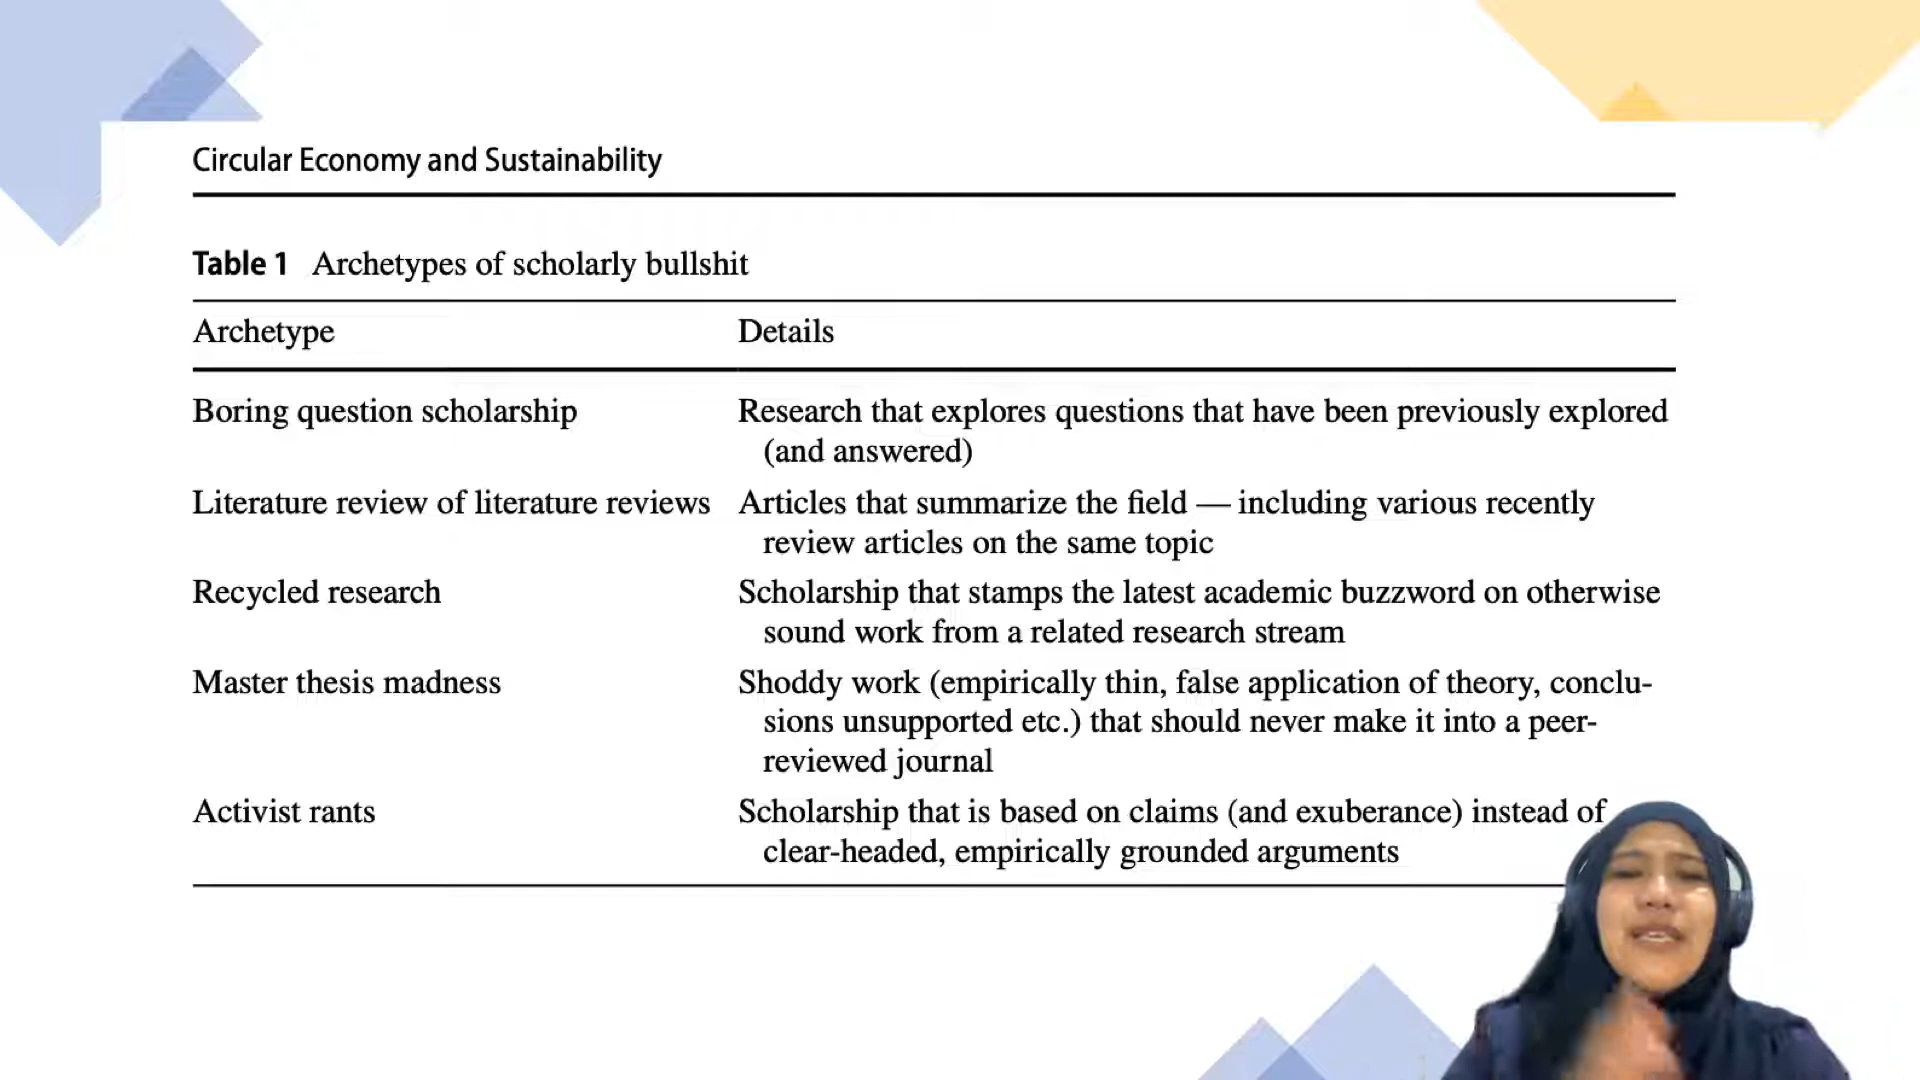 Circular Economy and Sustainability
Table 1 Archetypes of scholarly bullshit
Archetype Details
Boring question scholarship Research that explores questions that have been previously explored
(and answered)
Literature review of literature reviews Articles that summarize the field — including various recently
review articles on the same topic
Recycled research Scholarship that stamps the latest academic buzzword on otherwise
sound work from a related research stream
Master thesis madness Shoddy work (empirically thin, false application of theory, conclu-
sions unsupported etc.) that should never make it into a peer-
reviewed journal
Activist rants Scholarship that is based on claims (and exuberance) instead of
clear-headed, empirically grounded arguments